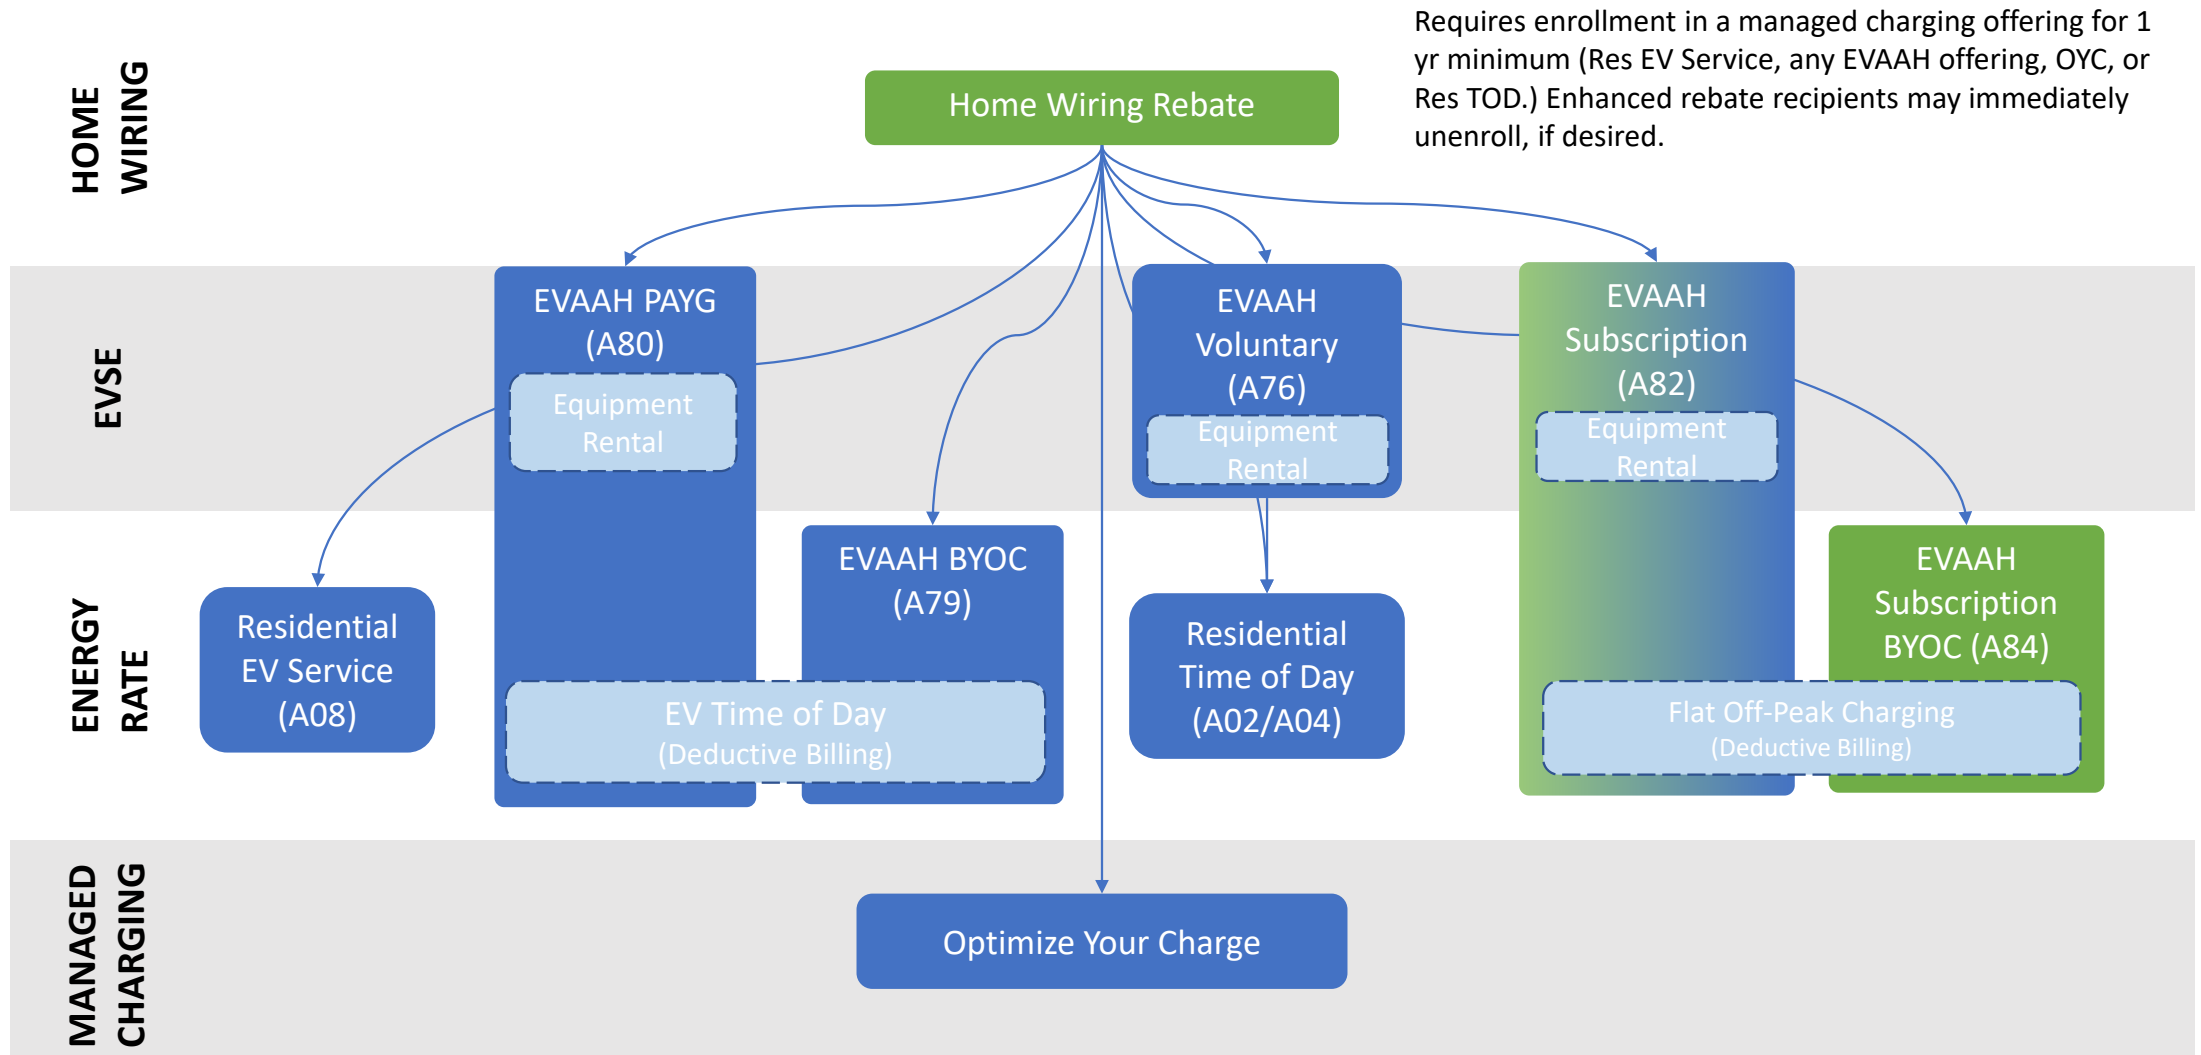 Requires enrollment in a managed charging offering for 1
yr minimum (Res EV Service, any EVAAH offering, OYC, or
Res TOD.) Enhanced rebate recipients may immediately
unenroll, if desired.
HOME
WIRING
Home Wiring Rebate
EVSE
EVAAH PAYG
(A80)
Equipment
Rental
EVAAH
Voluntary
(A76)
Equipment
Rental
EVAAH
Subscription
(A82)
Equipment
Rental
ENERGY
RATE
Residential
EV Service
(A08)
EVAAH BYOC
(A79)
EV Time of Day
(Deductive Billing)
Residential
Time of Day
(A02/A04)
EVAAH
Subscription
BYOC (A84)
Flat Off-Peak Charging
(Deductive Billing)
MANAGED
CHARGING
Optimize Your Charge